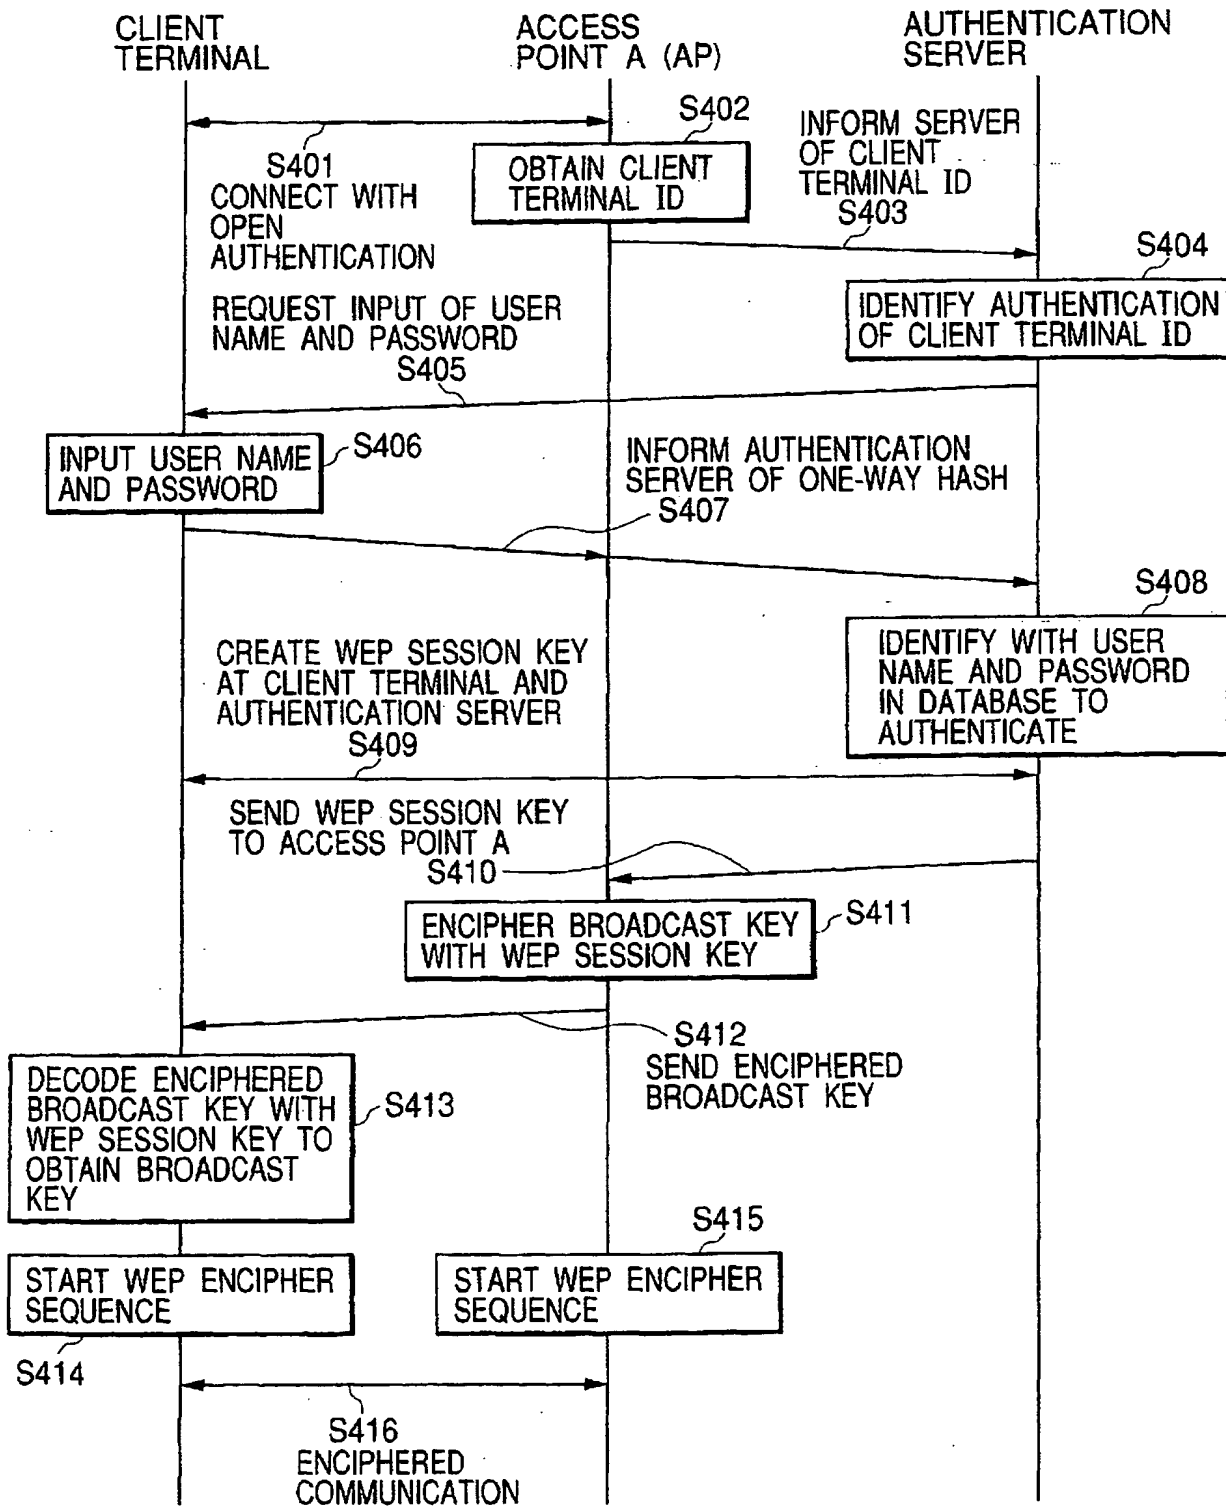 CLIENT
TERMINAL
ACCESS
POINT A (AP)
AUTHENTICATION
SERVER
S401
CONNECT WITH
OPEN
AUTHENTICATION
S402
OBTAIN CLIENT
TERMINAL ID
INFORM SERVER
OF CLIENT
TERMINAL ID
S403
S404
IDENTIFY AUTHENTICATION
OF CLIENT TERMINAL ID
REQUEST INPUT OF USER
NAME AND PASSWORD
S405
INPUT USER NAME
AND PASSWORD
S406
INFORM AUTHENTICATION
SERVER OF ONE-WAY HASH
S407
S408
IDENTIFY WITH USER
NAME AND PASSWORD
IN DATABASE TO
AUTHENTICATE
CREATE WEP SESSION KEY
AT CLIENT TERMINAL AND
AUTHENTICATION SERVER
S409
SEND WEP SESSION KEY
TO ACCESS POINT A
S410
ENCIPHER BROADCAST KEY
WITH WEP SESSION KEY
S411
S412
SEND ENCIPHERED
BROADCAST KEY
DECODE ENCIPHERED
BROADCAST KEY WITH
WEP SESSION KEY TO
OBTAIN BROADCAST
KEY
S413
START WEP ENCIPHER
SEQUENCE
S414
S415
START WEP ENCIPHER
SEQUENCE
S416
ENCIPHERED
COMMUNICATION